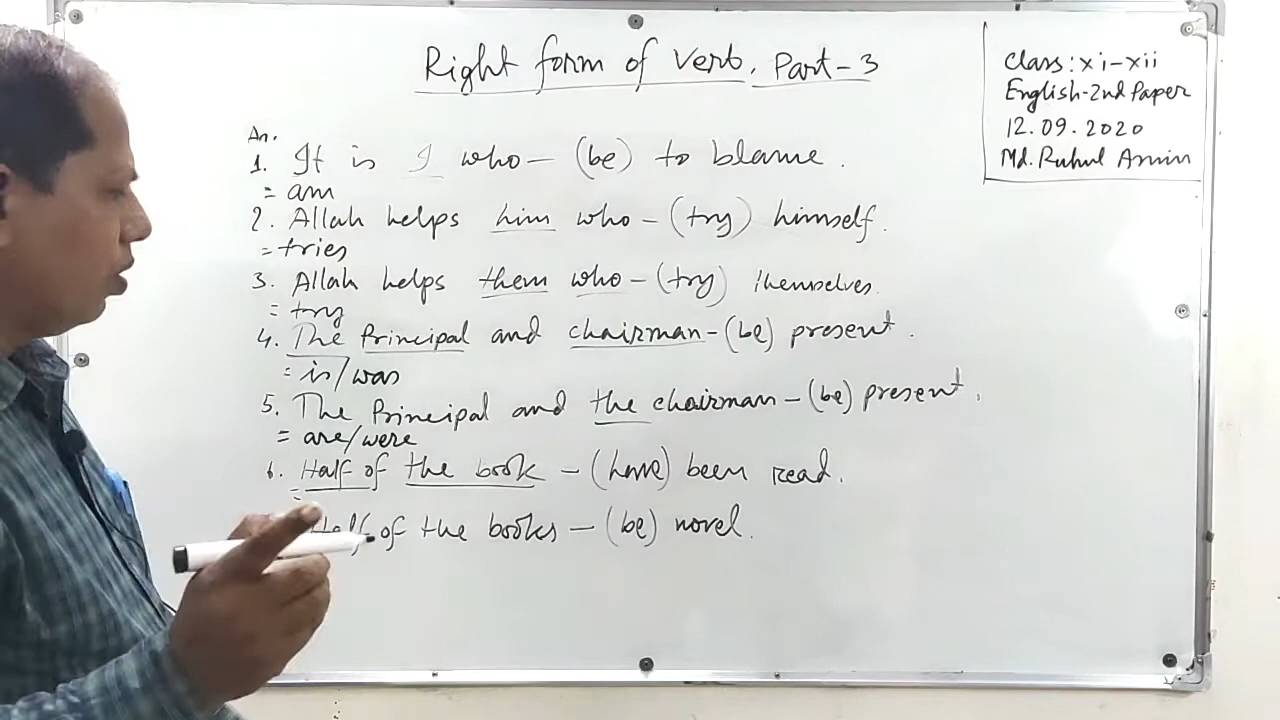 Right form of Verb. Part-3
Class: xi-xii
English-2nd Paper
12.09.2020
Md. Ruhul Amin
An.
1. It is I who - (be) to blame.
= am
2. Allah helps him who - (try) himself.
= tries
3. Allah helps them who - (try) themselves.
= try
4. The Principal and chairman - (be) present.
= is/was
5. The Principal and the chairman - (be) present.
= are/were
6. Half of the book - (have) been read.
=
Half of the books - (be) novel.